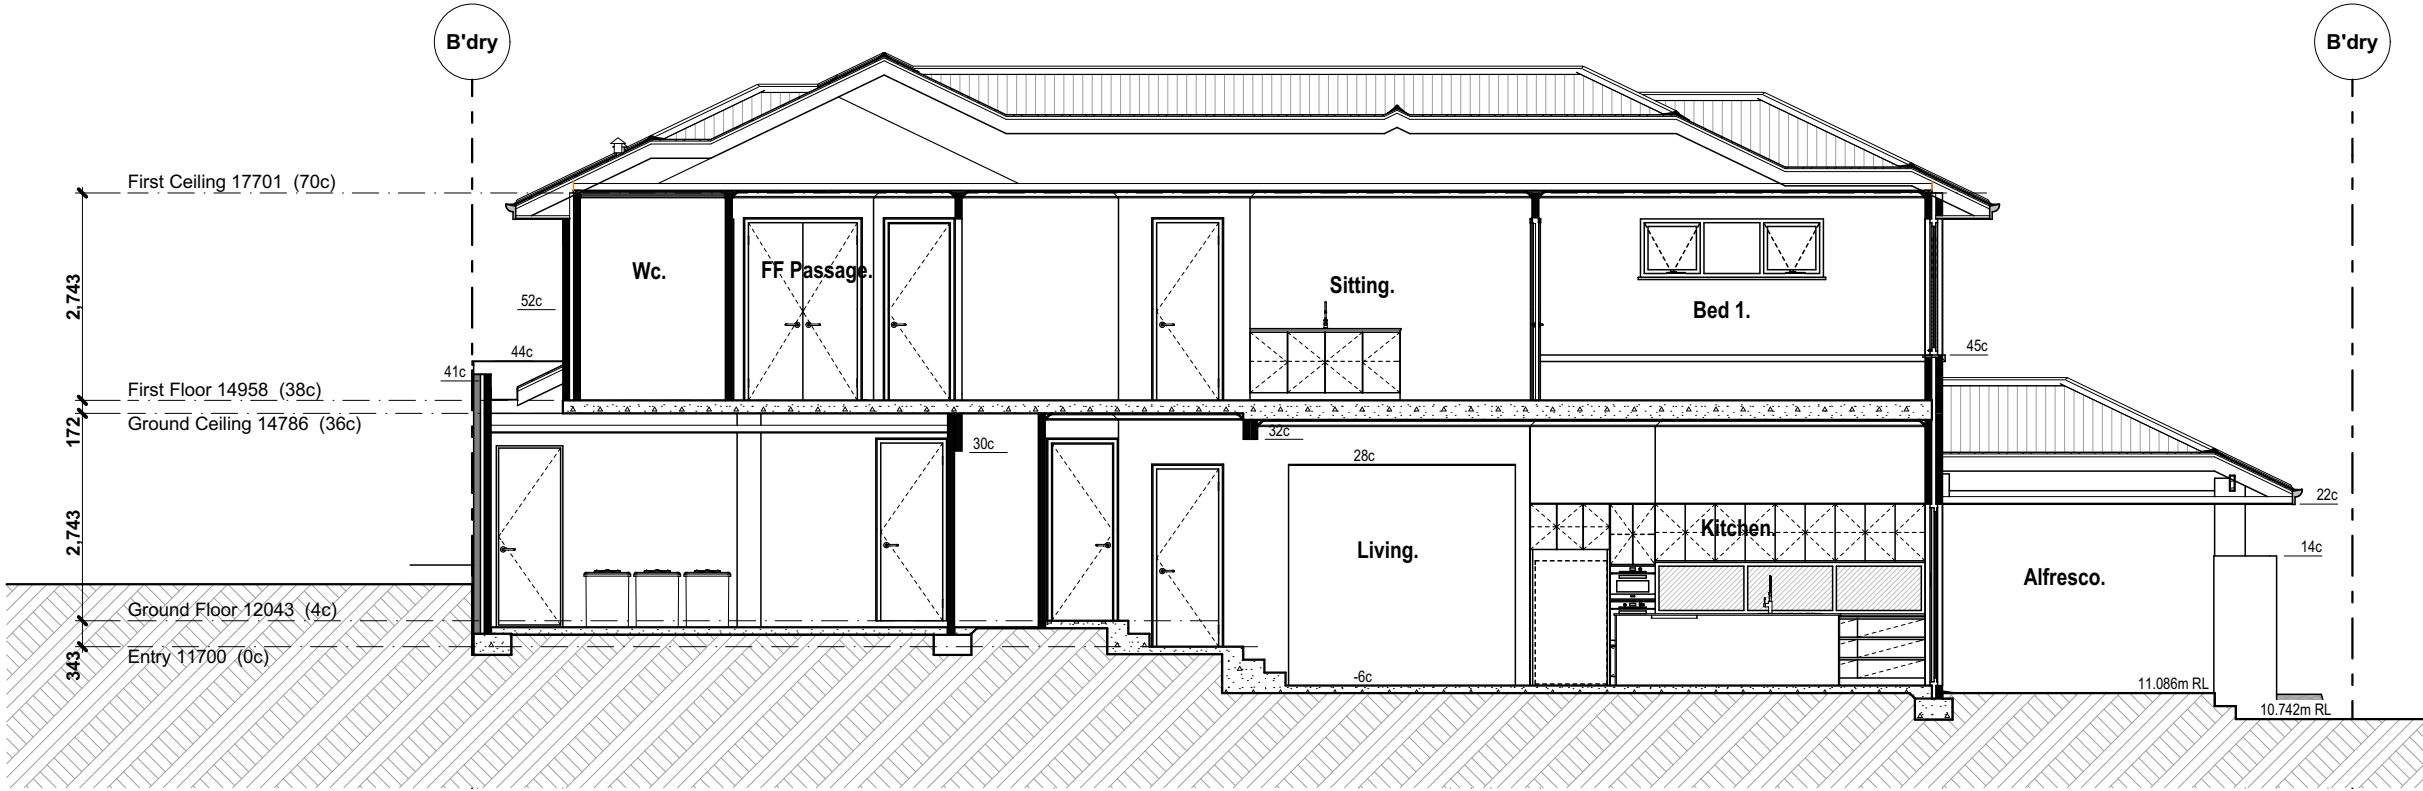 B'dry
B'dry
First Ceiling 17701 (70c)
2,743
Wc.
FF Passage.
Sitting.
Bed 1.
52c
44c
45c
41c
First Floor 14958 (38c)
172
Ground Ceiling 14786 (36c)
30c
32c
28c
22c
2,743
Kitchen.
Living.
14c
Alfresco.
Ground Floor 12043 (4c)
343
Entry 11700 (0c)
-6c
11.086m RL
10.742m RL